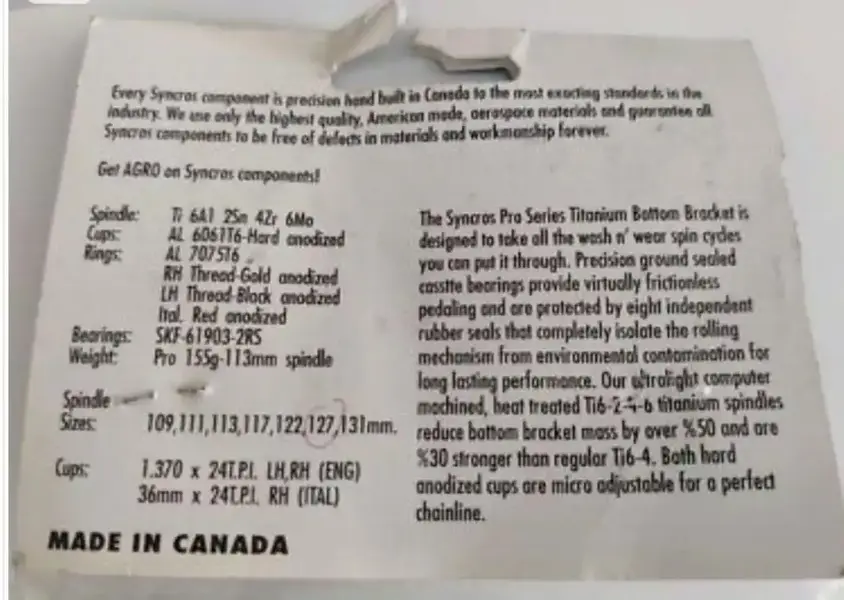 Every Syncros component is precision hand built in Canada to the most exacting standards in the
industry. We use only the highest quality, American made, aerospace materials and guarantee all
Syncros components to be free of defects in materials and workmanship forever.
Get AGRO on Syncros components!
Spindle: Ti 6A1 2Sn 4Zr 6Mo
Cups: AL 6061T6-Hard anodized
Rings: AL 7075T6
RH Thread-Gold anodized
LH Thread-Black anodized
Ital. Red anodized
Bearings: SKF-61903-2RS
Weight: Pro 155g-113mm spindle
Spindle
Sizes: 109,111,113,117,122,127,131mm.
Cups: 1.370 x 24T.P.I. LH,RH (ENG)
36mm x 24T.P.I. RH (ITAL)
MADE IN CANADA
The Syncros Pro Series Titanium Bottom Bracket is
designed to take all the wash n' wear spin cycles
you can put it through. Precision ground sealed
casstte bearings provide virtually frictionless
pedaling and are protected by eight independent
rubber seals that completely isolate the rolling
mechanism from environmental contamination for
long lasting performance. Our ultralight computer
machined, heat treated Ti6-2-4-6 titanium spindles
reduce bottom bracket mass by over %50 and are
%30 stronger than regular Ti6-4. Both hard
anodized cups are micro adjustable for a perfect
chainline.